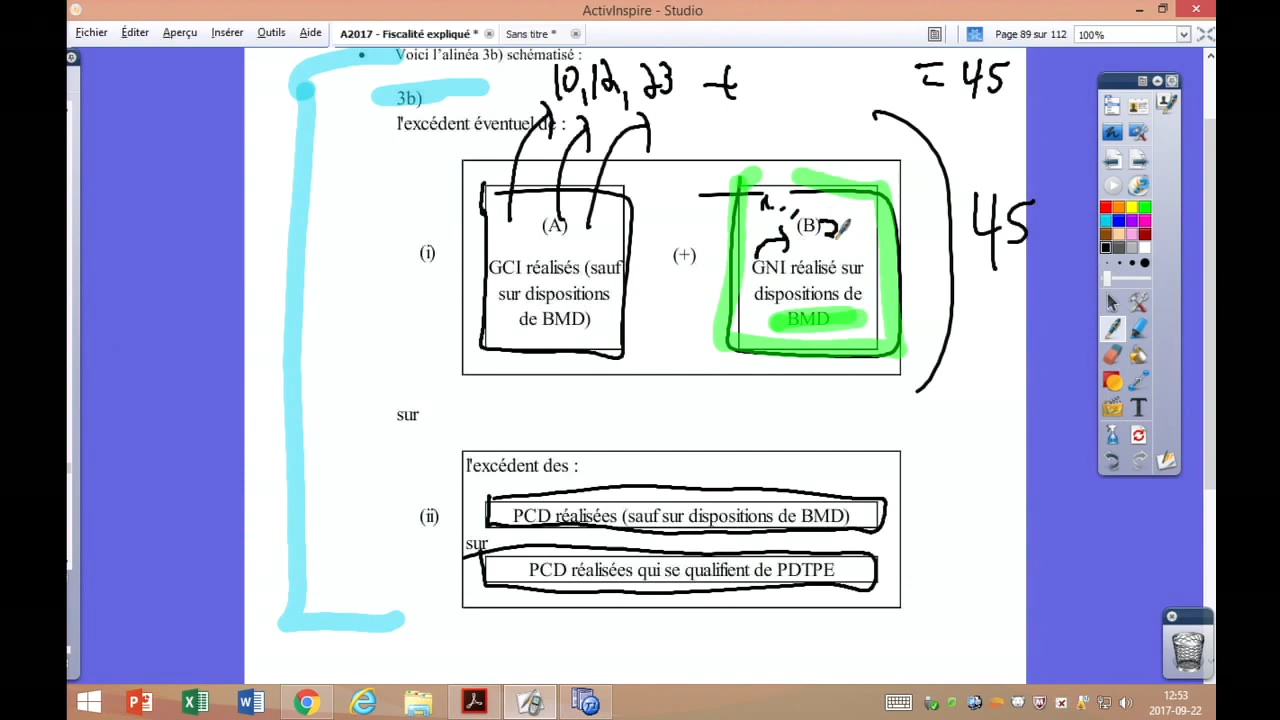 ActivInspire - Studio
Fichier Éditer Aperçu Insérer Outils Aide A2017 - Fiscalité expliqué * Sans titre * Page 89 sur 112 100%
• Voici l'alinéa 3b) schématisé :
10, 12, 23 + = 45
3b)
l'excédent éventuel de :
45
(i)
(A)
GCI réalisés (sauf
sur dispositions
de BMD)
(+)
(B)
GNI réalisé sur
dispositions de
BMD
sur
l'excédent des :
(ii)
PCD réalisées (sauf sur dispositions de BMD)
sur
PCD réalisées qui se qualifient de PDTPE
12:53
2017-09-22